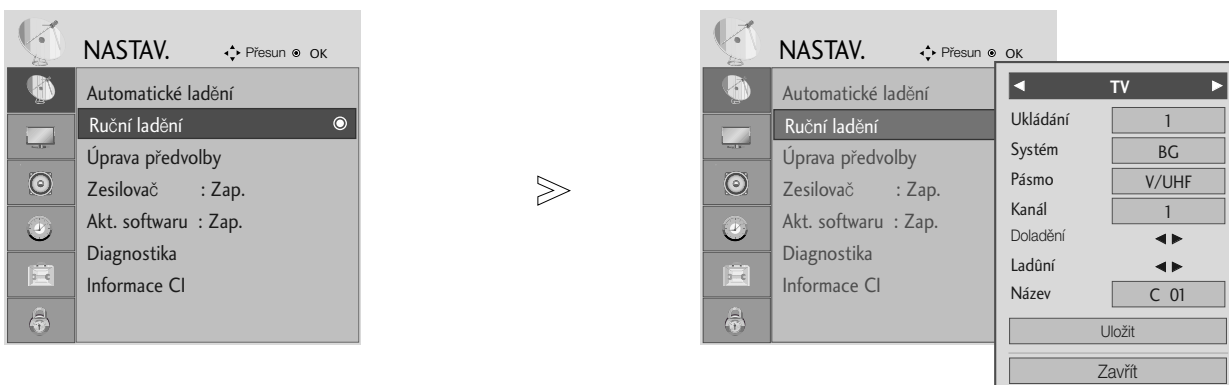 NASTAV. Přesun OK
Automatické ladění
Ruční ladění
Úprava předvolby
Zesilovač : Zap.
Akt. softwaru : Zap.
Diagnostika
Informace CI
NASTAV. Přesun OK
Automatické ladění
Ruční ladění
Úprava předvolby
Zesilovač : Zap.
Akt. softwaru : Zap.
Diagnostika
Informace CI
◄ TV ►
Ukládání 1
Systém BG
Pásmo V/UHF
Kanál 1
Doladění ◄►
Ladûní ◄►
Název C 01
Uložit
Zavřít